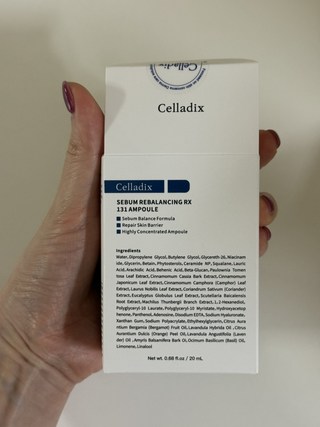 Celladix
Celladix
Celladix
SEBUM REBALANCING RX
131 AMPOULE
Sebum Balance Formula
Repair Skin Barrier
Highly Concentrated Ampoule
Ingredients
Water, Dipropylene Glycol, Butylene Glycol, Glycereth-26, Niacinam
ide, Glycerin, Betain, Phytosterols, Ceramide NP, Squalane, Lauric
Acid, Arachidic Acid, Behenic Acid, Beta-Glucan, Paulownia Tomen
tosa Leaf Extract, Cinnamomum Cassia Bark Extract, Cinnamomum
Japonicum Leaf Extract, Cinnamomum Camphora (Camphor) Leaf
Extract, Laurus Nobilis Leaf Extract, Coriandrum Sativum (Coriander)
Extract, Eucalyptus Globulus Leaf Extract, Scutellaria Baicalensis
Root Extract, Machilus Thunbergii Branch Extract, 1,2-Hexanediol,
Polyglyceryl-10 Laurate, Polyglyceryl-10 Myristate, Hydroxyacetop
henone, Panthenol, Adenosine, Disodium EDTA, Sodium Hyaluronate,
Xanthan Gum, Sodium Polyacrylate, Ethylhexylglycerin, Citrus Aura
ntium Bergamia (Bergamot) Fruit Oil, Lavandula Hybrida Oil, Citrus
Aurantium Dulcis (Orange) Peel Oil, Lavandula Angustifolia (Laven
der) Oil, Amyris Balsamifera Bark Oil, Ocimum Basilicum (Basil) Oil,
Limonene, Linalool
Net wt. 0.68 fl.oz / 20 mL